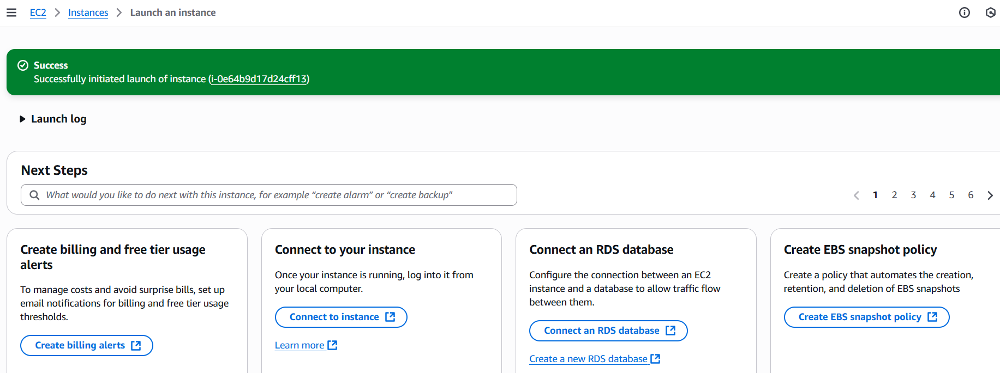 EC2 > Instances > Launch an instance
Success
Successfully initiated launch of instance (i-0e64b9d17d24cff13)
Launch log
Next Steps
What would you like to do next with this instance, for example “create alarm” or “create backup"
1 2 3 4 5 6
Create billing and free tier usage
alerts
To manage costs and avoid surprise bills, set up
email notifications for billing and free tier usage
thresholds.
Create billing alerts
Connect to your instance
Once your instance is running, log into it from
your local computer.
Connect to instance
Learn more
Connect an RDS database
Configure the connection between an EC2
instance and a database to allow traffic flow
between them.
Connect an RDS database
Create a new RDS database
Create EBS snapshot policy
Create a policy that automates the creation,
retention, and deletion of EBS snapshots
Create EBS snapshot policy